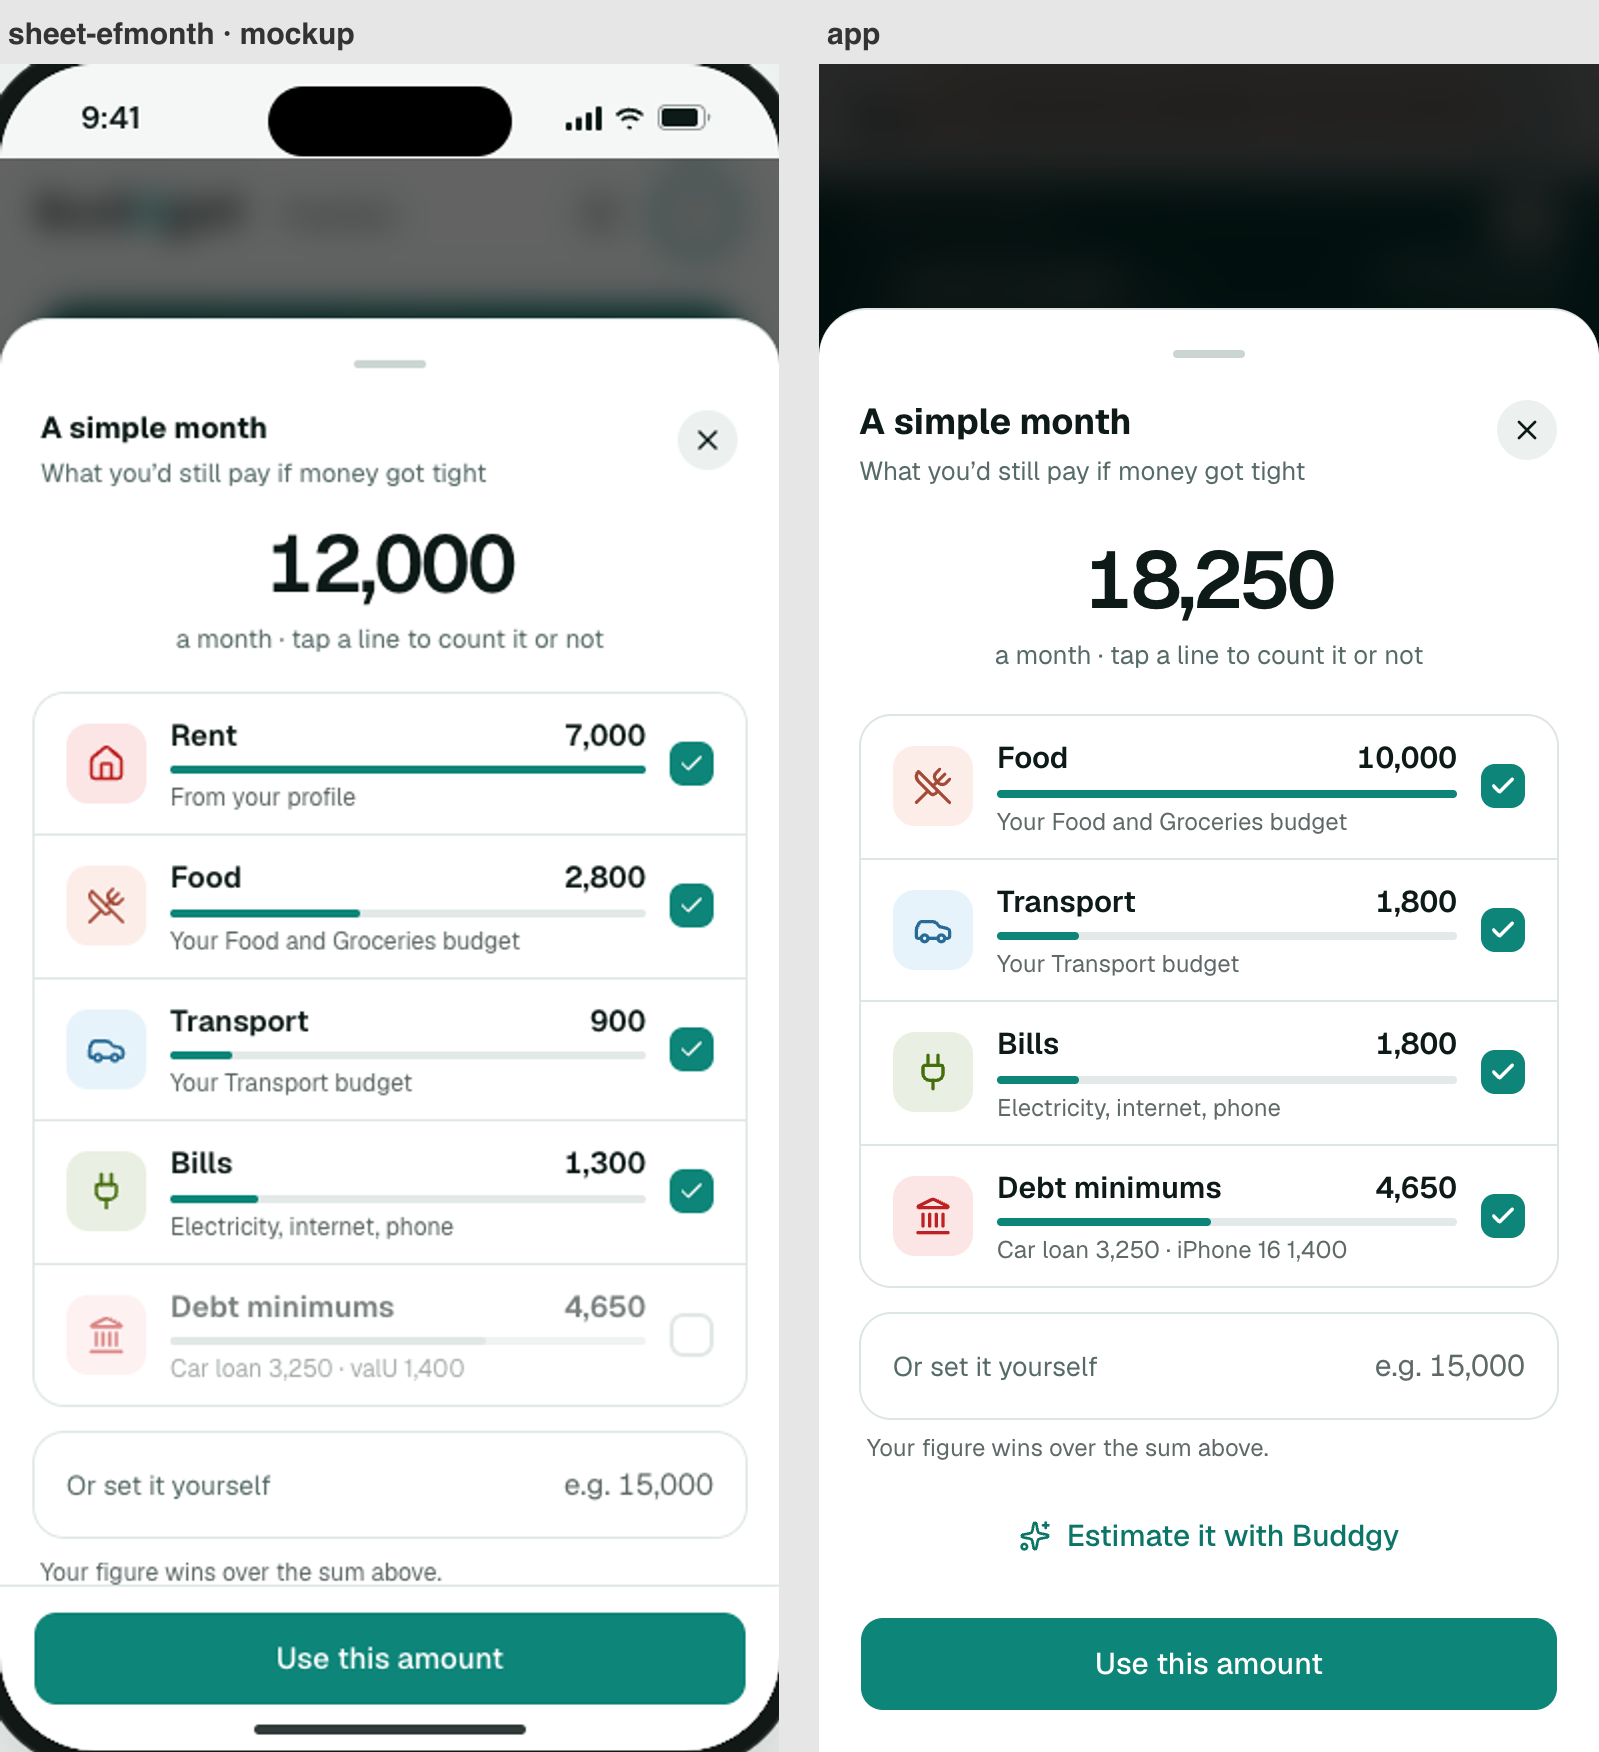 sheet-efmonth · mockup
9:41
A simple month
What you’d still pay if money got tight
12,000
a month · tap a line to count it or not
Rent 7,000
From your profile
Food 2,800
Your Food and Groceries budget
Transport 900
Your Transport budget
Bills 1,300
Electricity, internet, phone
Debt minimums 4,650
Car loan 3,250 · valU 1,400
Or set it yourself e.g. 15,000
Your figure wins over the sum above.
Use this amount
app
A simple month
What you’d still pay if money got tight
18,250
a month · tap a line to count it or not
Food 10,000
Your Food and Groceries budget
Transport 1,800
Your Transport budget
Bills 1,800
Electricity, internet, phone
Debt minimums 4,650
Car loan 3,250 · iPhone 16 1,400
Or set it yourself e.g. 15,000
Your figure wins over the sum above.
Estimate it with Buddgy
Use this amount